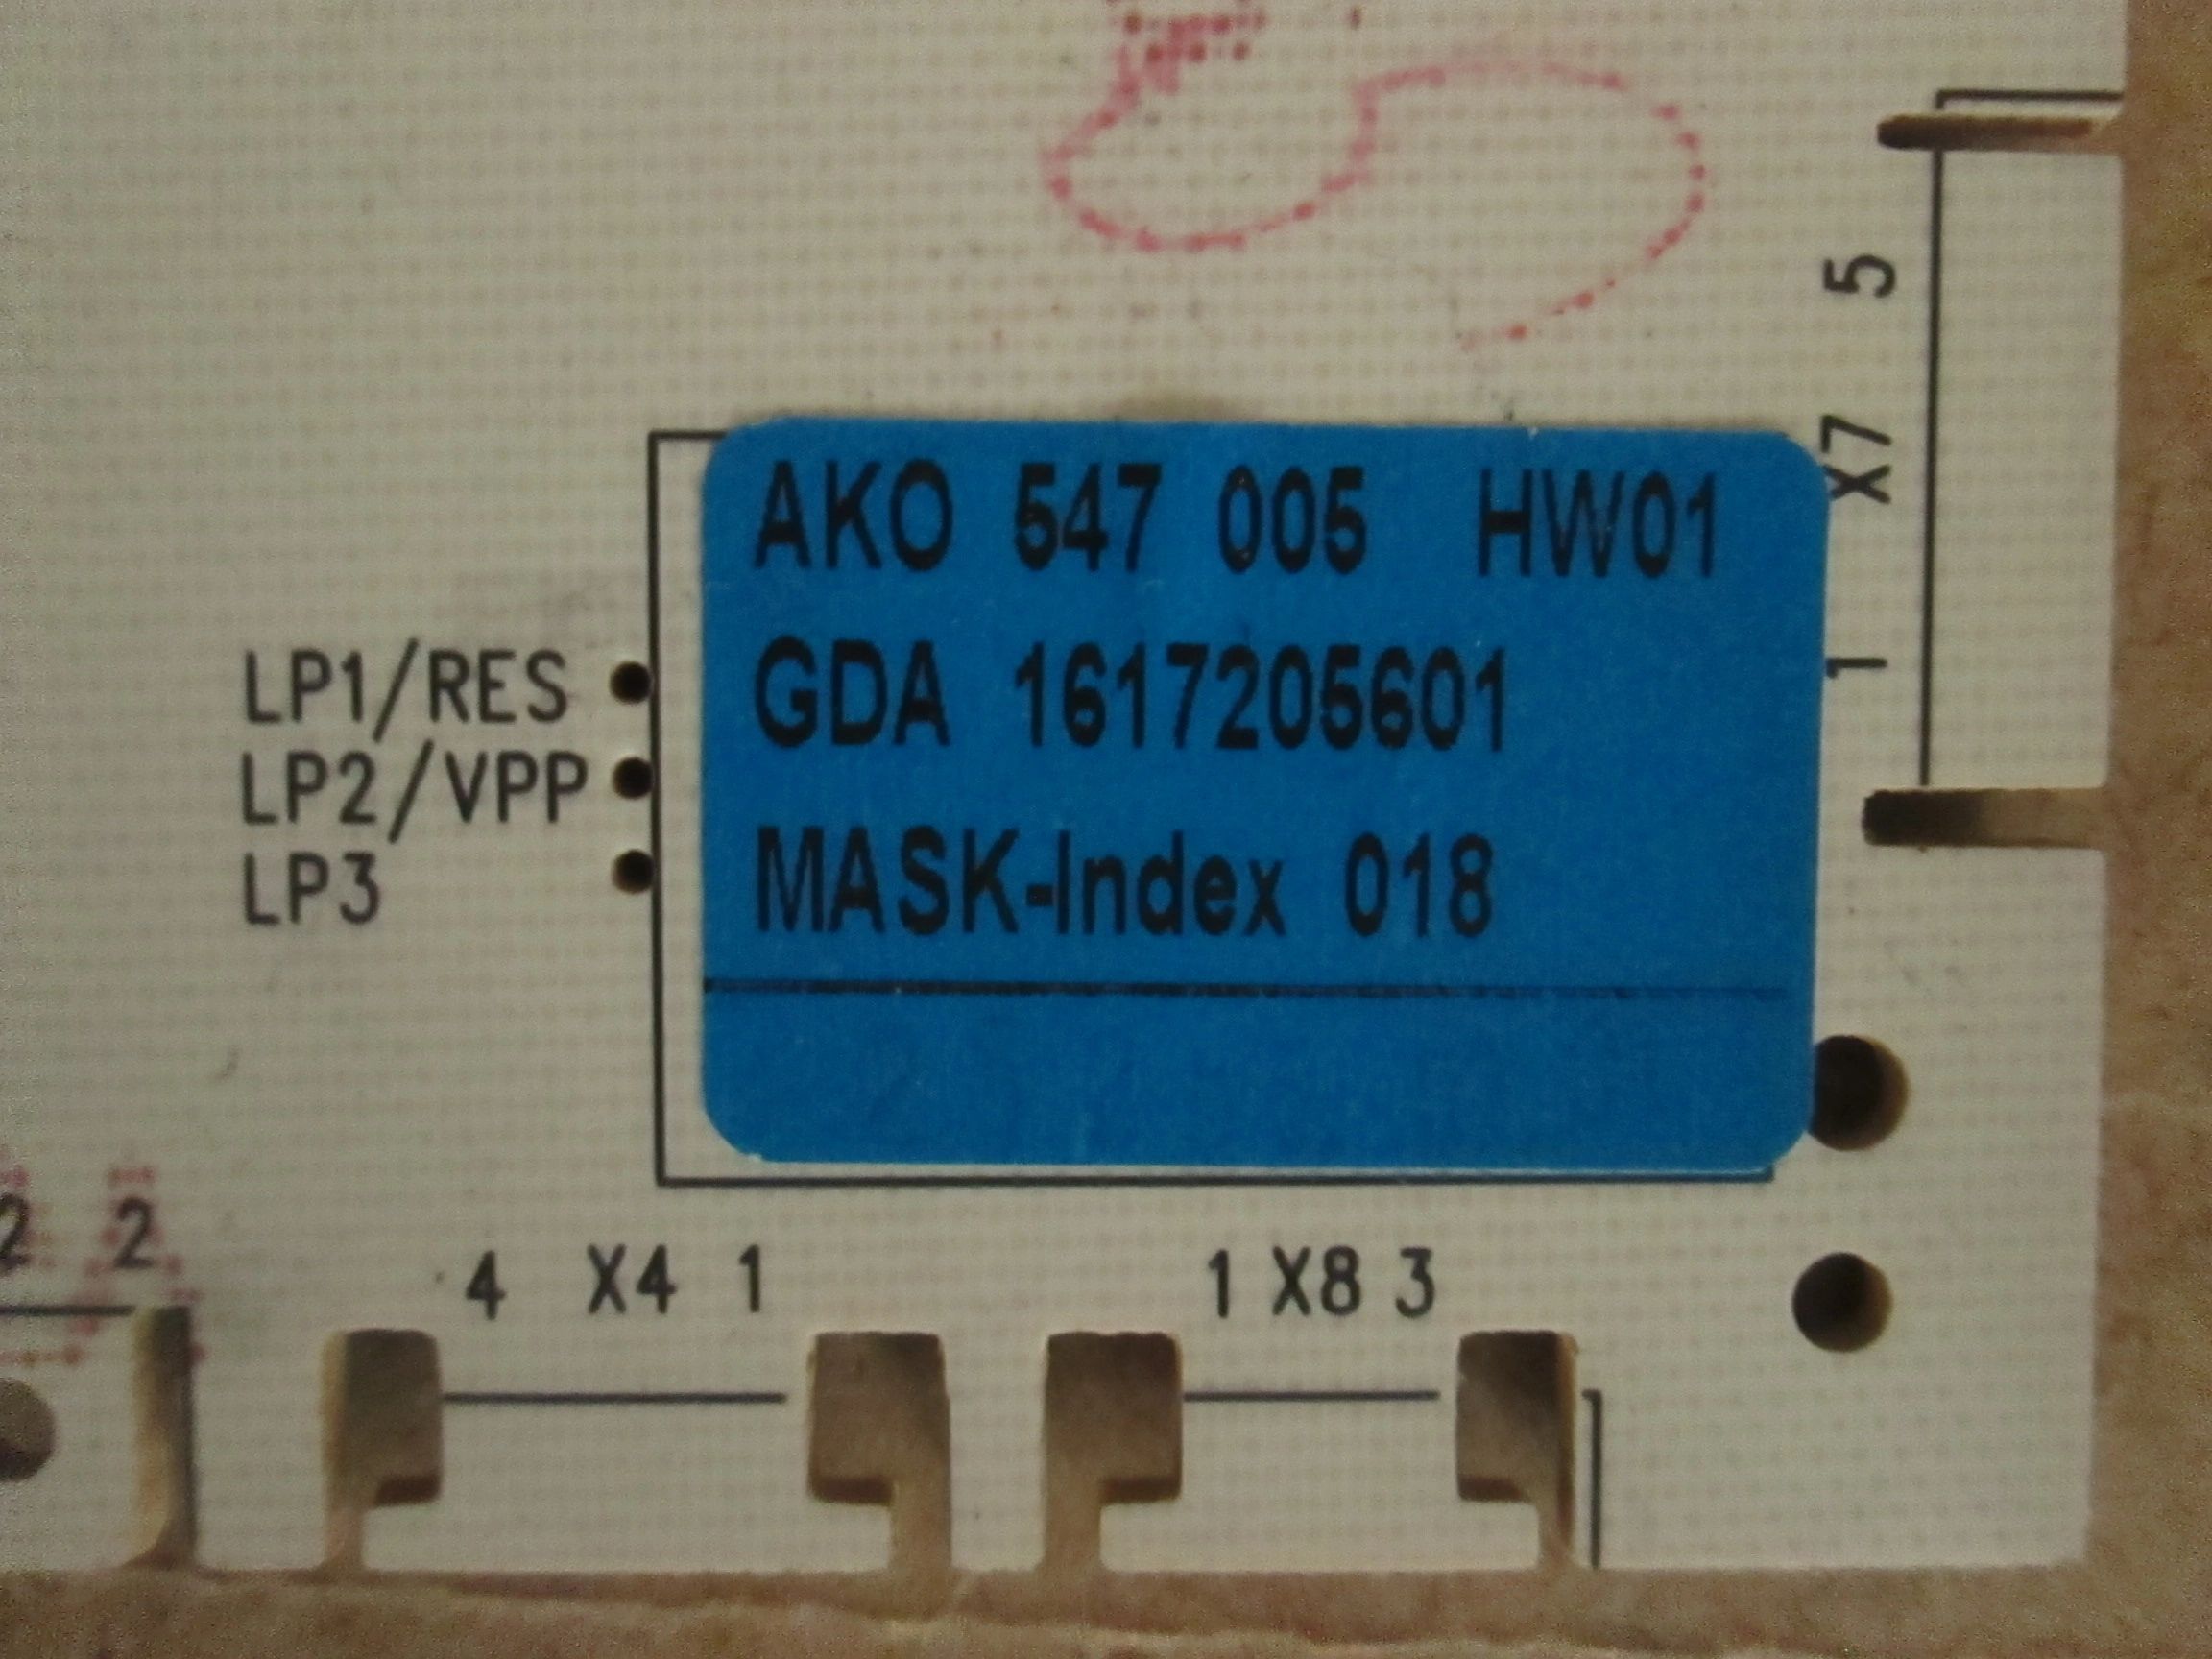 5
X7
1
AKO 547 005 HW01
GDA 1617205601
MASK-Index 018
LP1/RES
LP2/VPP
LP3
2 2
4 X4 1
1 X8 3